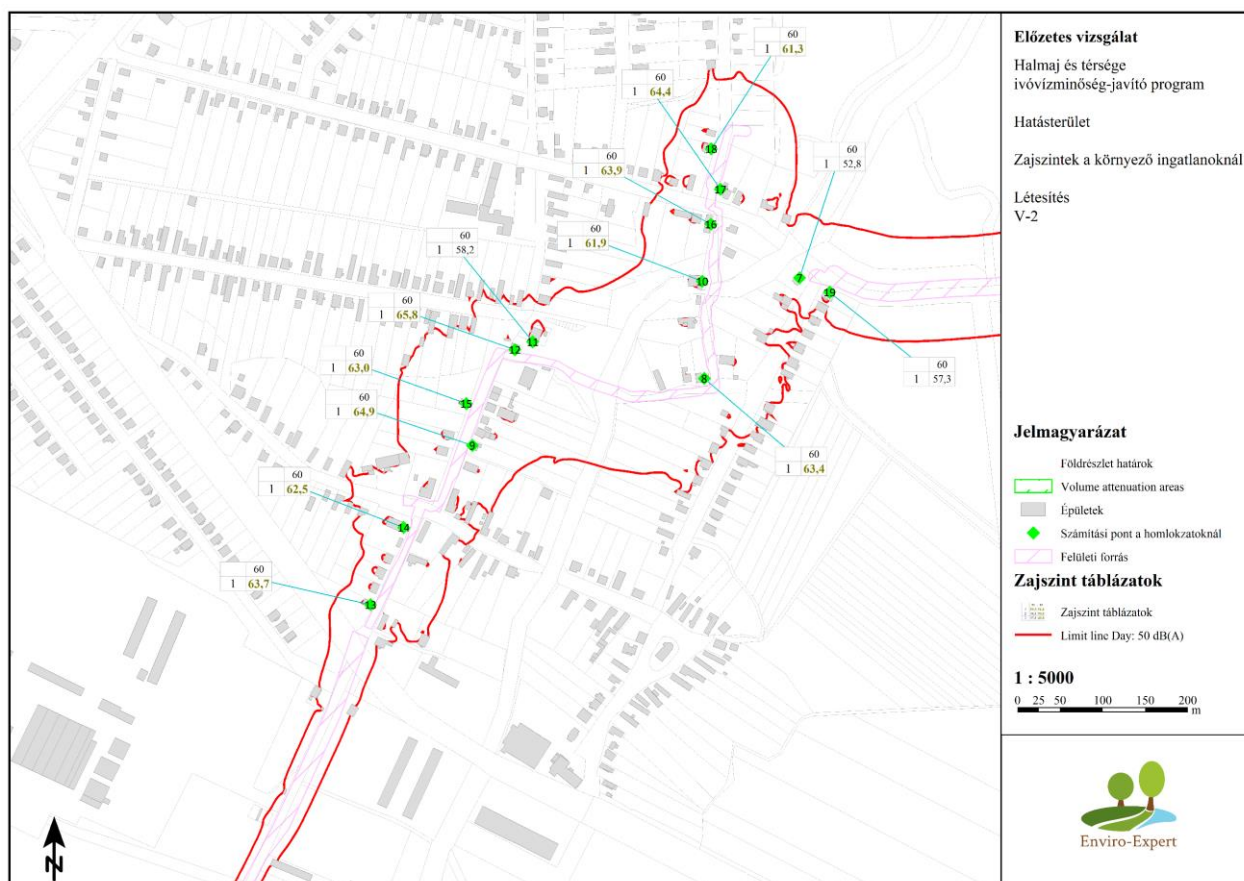 60
1 61,3
60
1 64,4
60
1 52,8
60
1 63,9
60
1 61,9
60
1 58,2
60
1 65,8
60
1 63,0
60
1 64,9
60
1 57,3
60
1 63,4
60
1 62,5
60
1 63,7
18
17
16
10
7
19
11
12
8
15
9
14
13
N
Előzetes vizsgálat
Halmaj és térsége
ivóvízminőség-javító program
Hatásterület
Zajszintek a környező ingatlanoknál
Létesítés
V-2
Jelmagyarázat
Földrészlet határok
Volume attenuation areas
Épületek
Számítási pont a homlokzatoknál
Felületi forrás
Zajszint táblázatok
Zajszint táblázatok
Limit line Day: 50 dB(A)
1 : 5000
0 25 50 100 150 200
m
Enviro-Expert